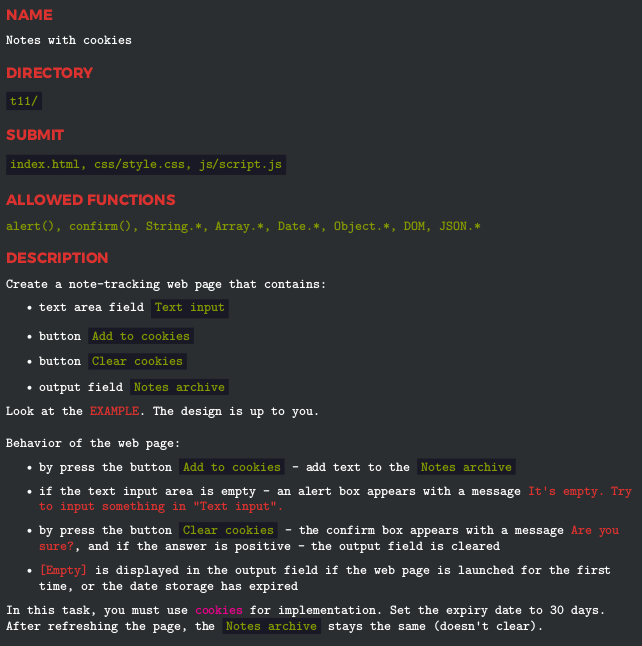 NAME
Notes with cookies
DIRECTORY
t11/
SUBMIT
index.html, css/style.css, js/script.js
ALLOWED FUNCTIONS
alert(), confirm(), String.*, Array.*, Date.*, Object.*, DOM, JSON.*
DESCRIPTION
Create a note-tracking web page that contains:
• text area field Text input
• button Add to cookies
• button Clear cookies
• output field Notes archive
Look at the EXAMPLE. The design is up to you.
Behavior of the web page:
• by press the button Add to cookies - add text to the Notes archive
• if the text input area is empty - an alert box appears with a message It's empty. Try
to input something in "Text input".
• by press the button Clear cookies - the confirm box appears with a message Are you
sure?, and if the answer is positive - the output field is cleared
• [Empty] is displayed in the output field if the web page is launched for the first
time, or the date storage has expired
In this task, you must use cookies for implementation. Set the expiry date to 30 days.
After refreshing the page, the Notes archive stays the same (doesn't clear).